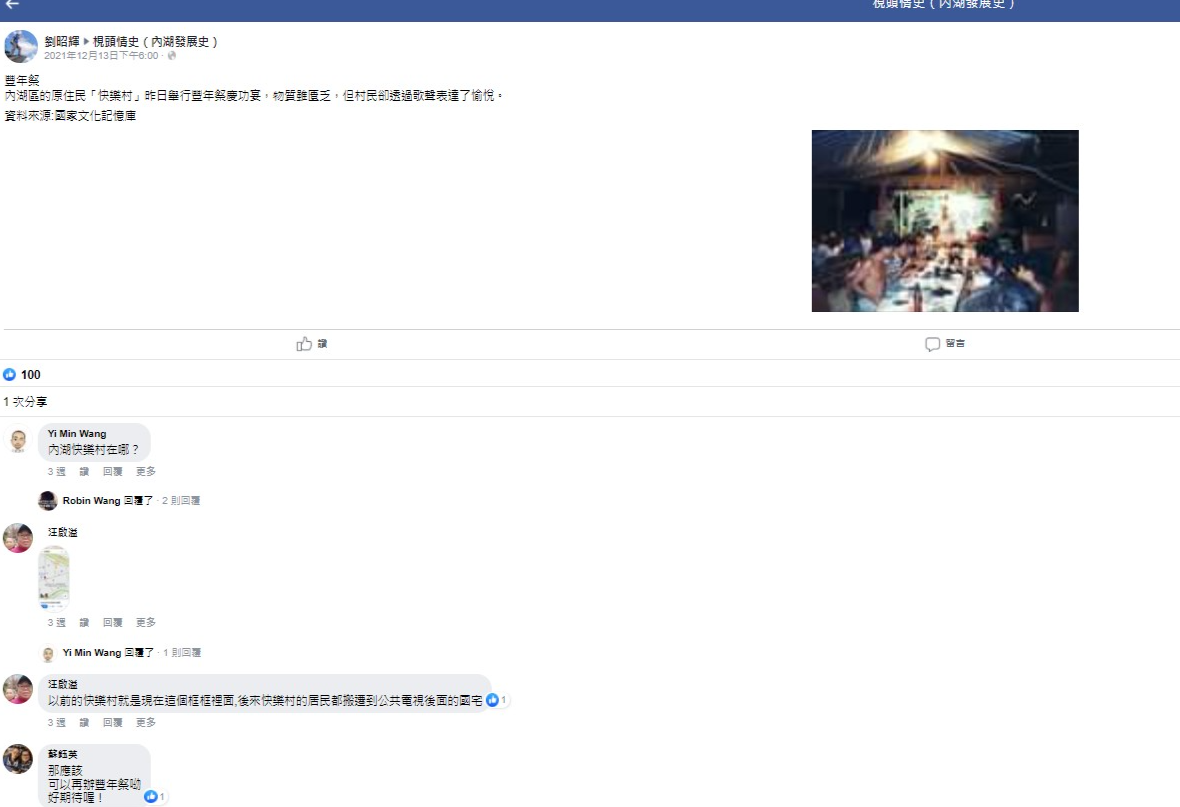 梘頭情史（內湖發展史）
劉昭輝 ▸ 梘頭情史（內湖發展史）
2021年12月13日下午6:00 ·
豐年祭
內湖區的原住民「快樂村」昨日舉行豐年祭慶功宴，物質雖匱乏，但村民卻透過歌聲表達了愉悅。
資料來源:國家文化記憶庫
讚 留言
100
1 次分享
Yi Min Wang
內湖快樂村在哪？
3 週 讚 回覆 更多
Robin Wang 回覆了 · 2 則回覆
汪啟溢
3 週 讚 回覆 更多
Yi Min Wang 回覆了 · 1 則回覆
汪啟溢
以前的快樂村就是現在這個框框裡面,後來快樂村的居民都搬遷到公共電視後面的國宅 1
3 週 讚 回覆 更多
蘇鈺英
那應該
可以再辦豐年祭呦
好期待喔！ 1